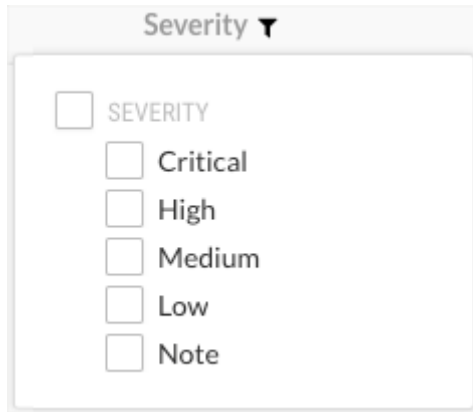 Severity
SEVERITY
Critical
High
Medium
Low
Note